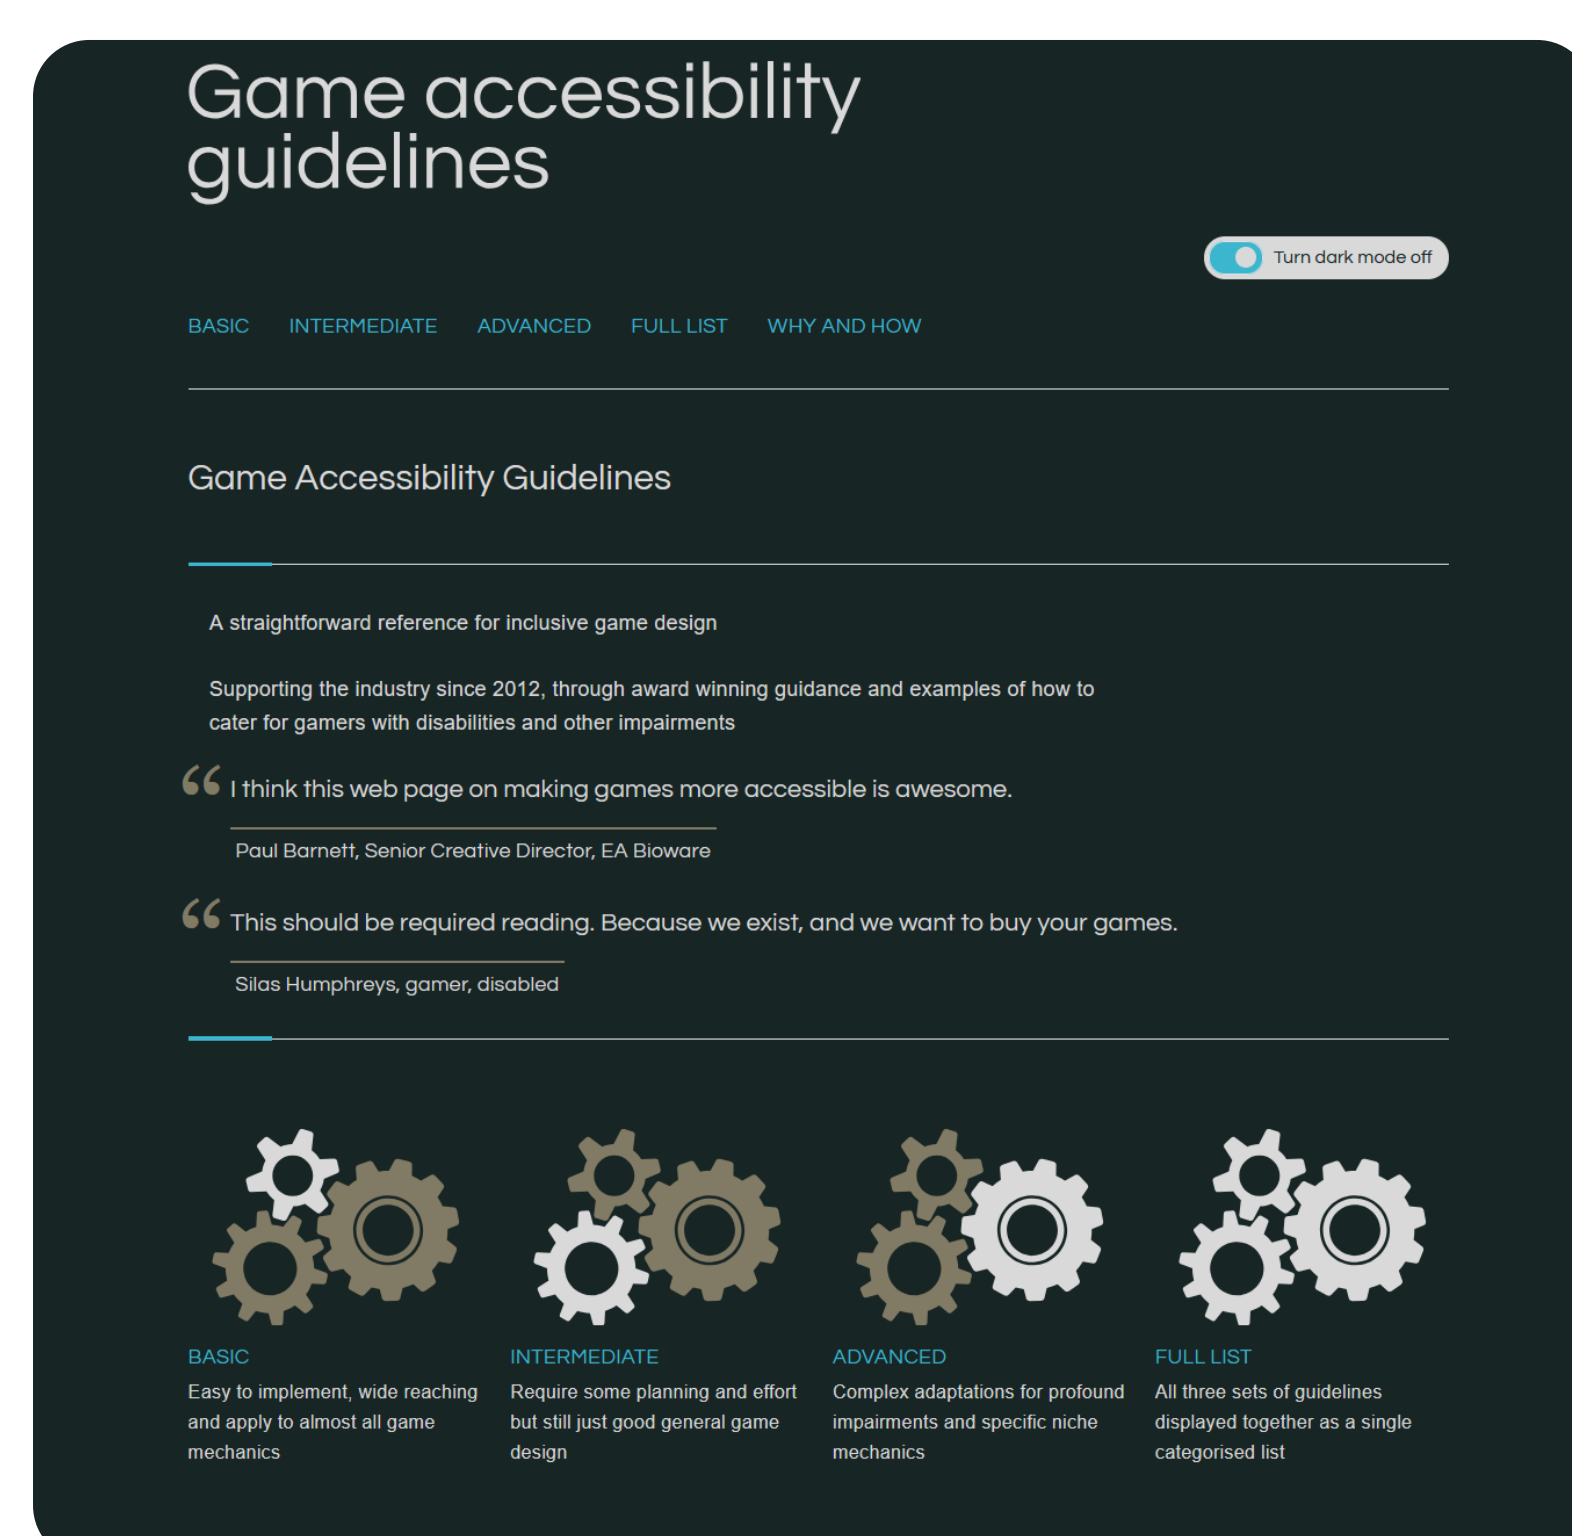 Game accessibility
guidelines
Turn dark mode off
BASIC INTERMEDIATE ADVANCED FULL LIST WHY AND HOW
Game Accessibility Guidelines
A straightforward reference for inclusive game design
Supporting the industry since 2012, through award winning guidance and examples of how to
cater for gamers with disabilities and other impairments
“ I think this web page on making games more accessible is awesome.
Paul Barnett, Senior Creative Director, EA Bioware
“ This should be required reading. Because we exist, and we want to buy your games.
Silas Humphreys, gamer, disabled
BASIC
Easy to implement, wide reaching
and apply to almost all game
mechanics
INTERMEDIATE
Require some planning and effort
but still just good general game
design
ADVANCED
Complex adaptations for profound
impairments and specific niche
mechanics
FULL LIST
All three sets of guidelines
displayed together as a single
categorised list